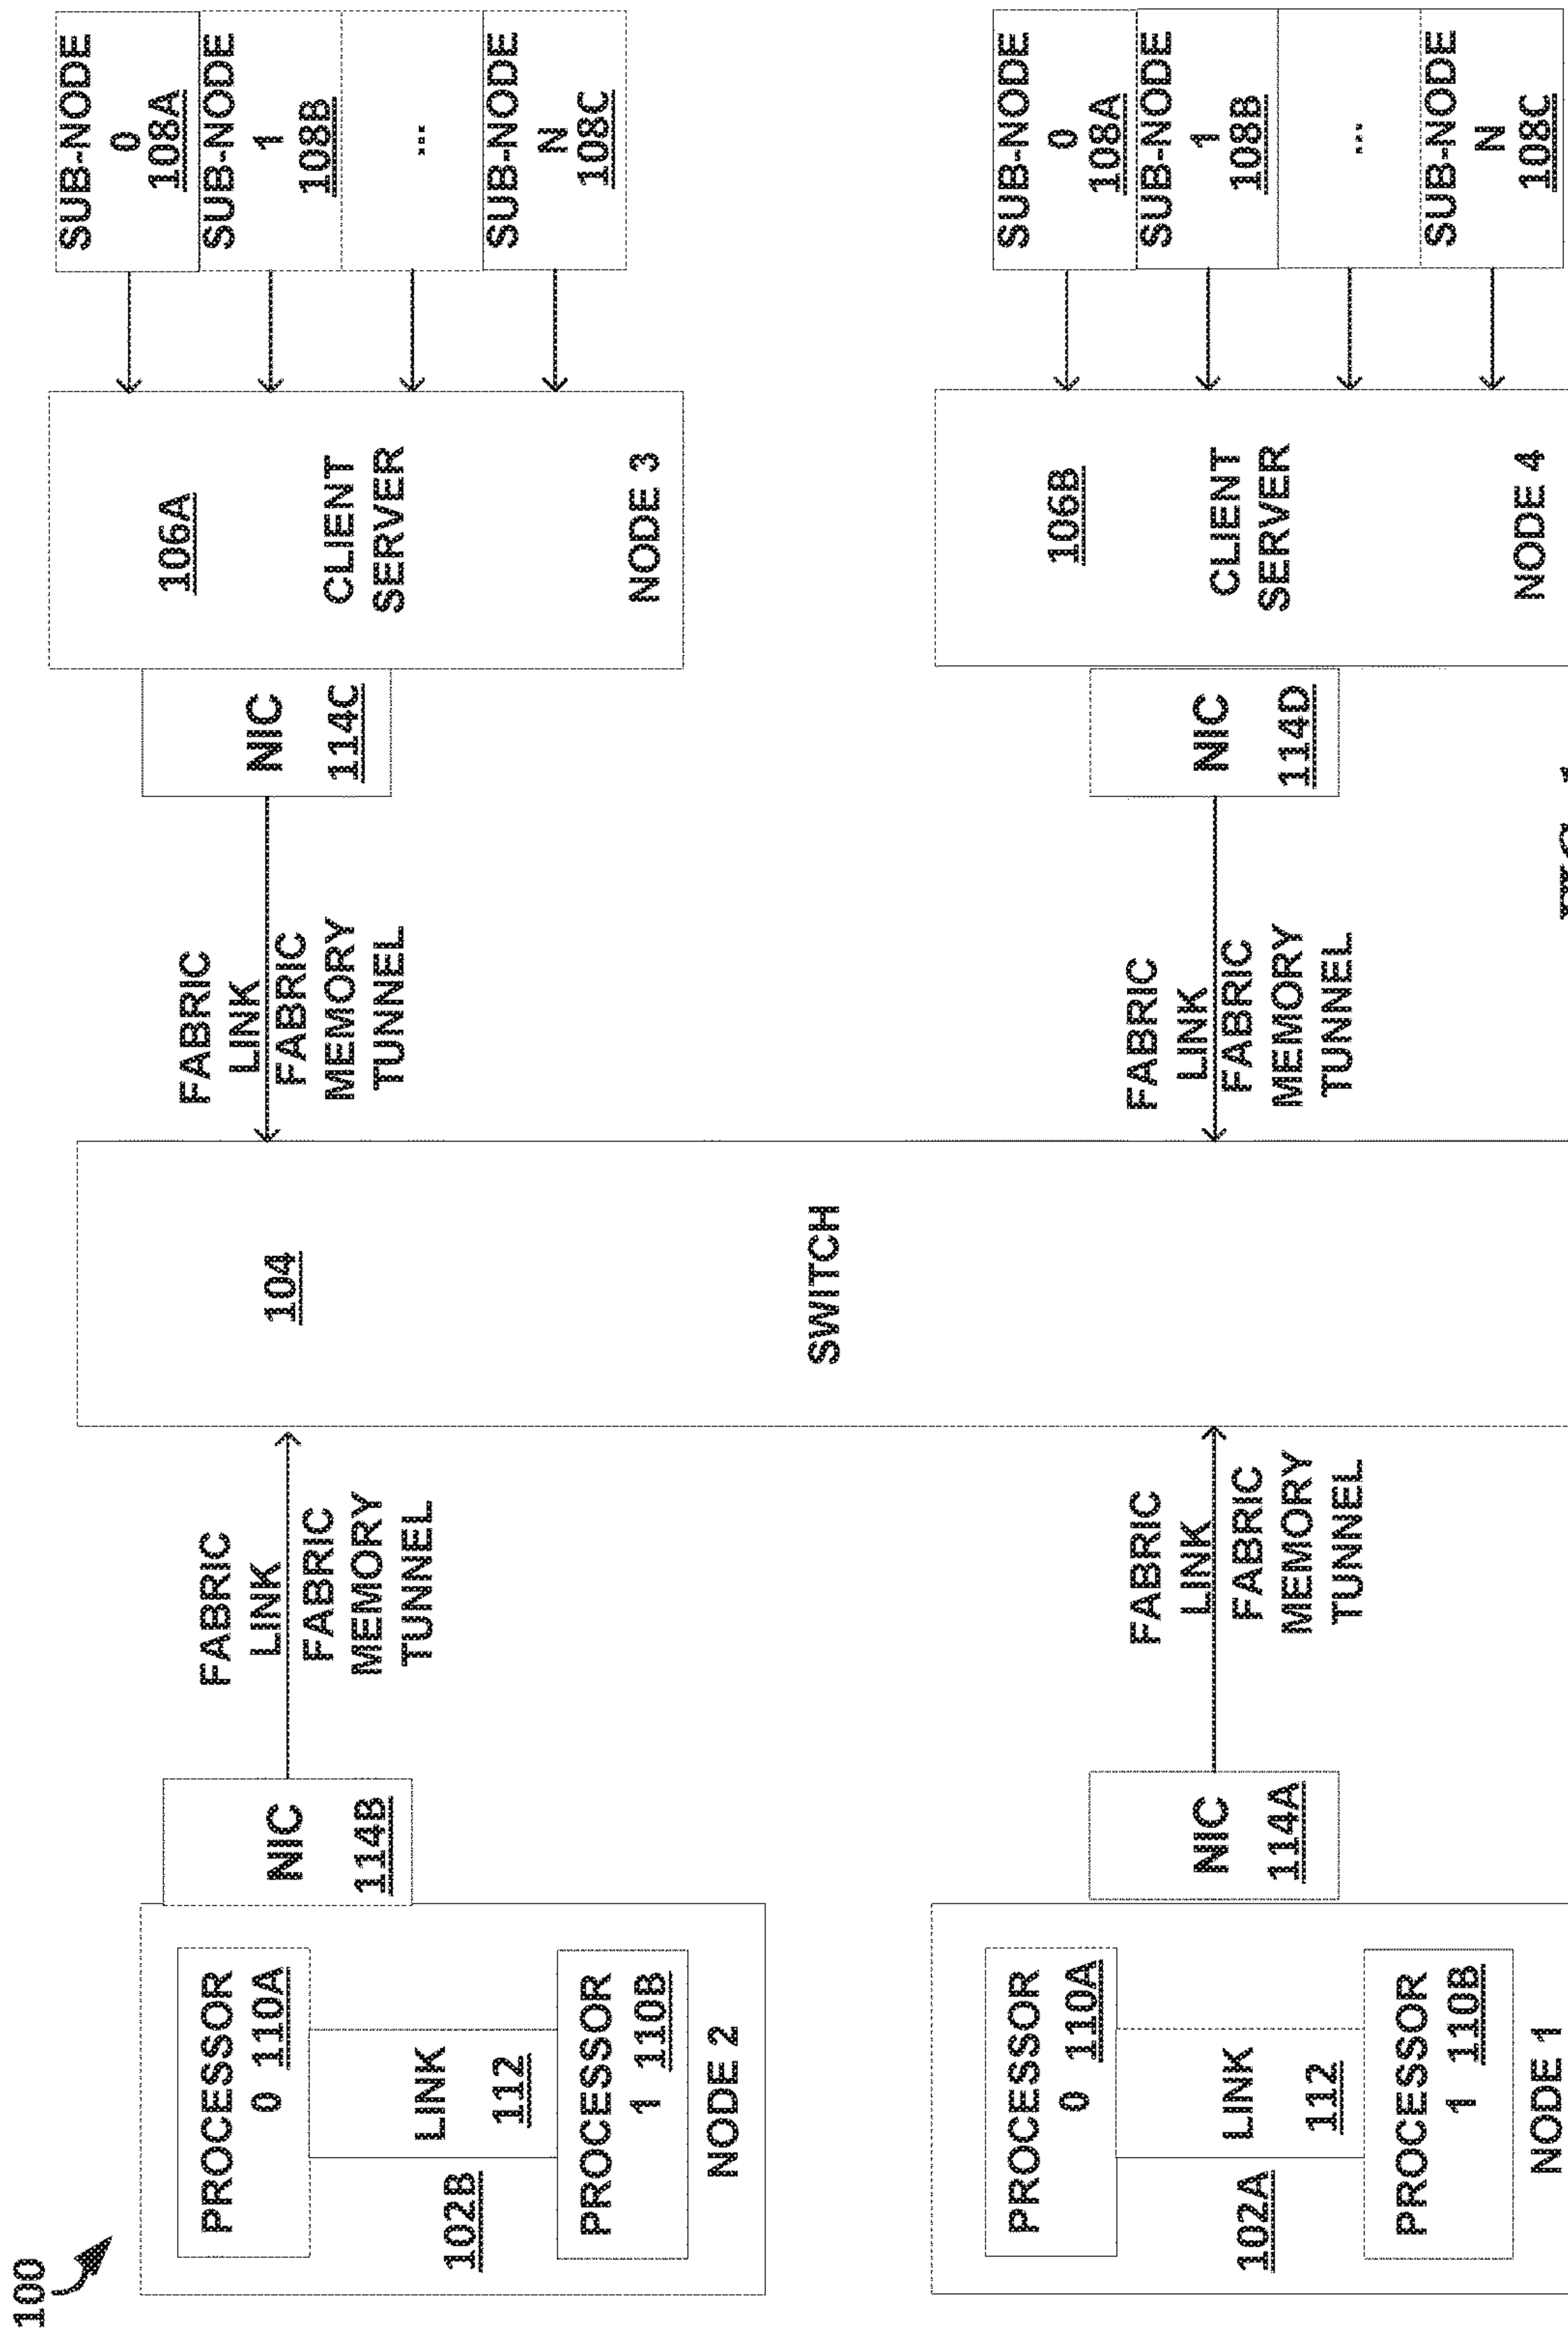 100
PROCESSOR
0 110A
LINK
112
102B
PROCESSOR
1 110B
NODE 2
NIC
114B
FABRIC
LINK
FABRIC
MEMORY
TUNNEL
104
SWITCH
FABRIC
LINK
FABRIC
MEMORY
TUNNEL
NIC
114C
106A
CLIENT
SERVER
NODE 3
SUB-NODE
0
108A
SUB-NODE
1
108B
...
SUB-NODE
N
108C
PROCESSOR
0 110A
LINK
112
102A
PROCESSOR
1 110B
NODE 1
NIC
114A
FABRIC
LINK
FABRIC
MEMORY
TUNNEL
FABRIC
LINK
FABRIC
MEMORY
TUNNEL
NIC
114D
106B
CLIENT
SERVER
NODE 4
SUB-NODE
0
108A
SUB-NODE
1
108B
...
SUB-NODE
N
108C